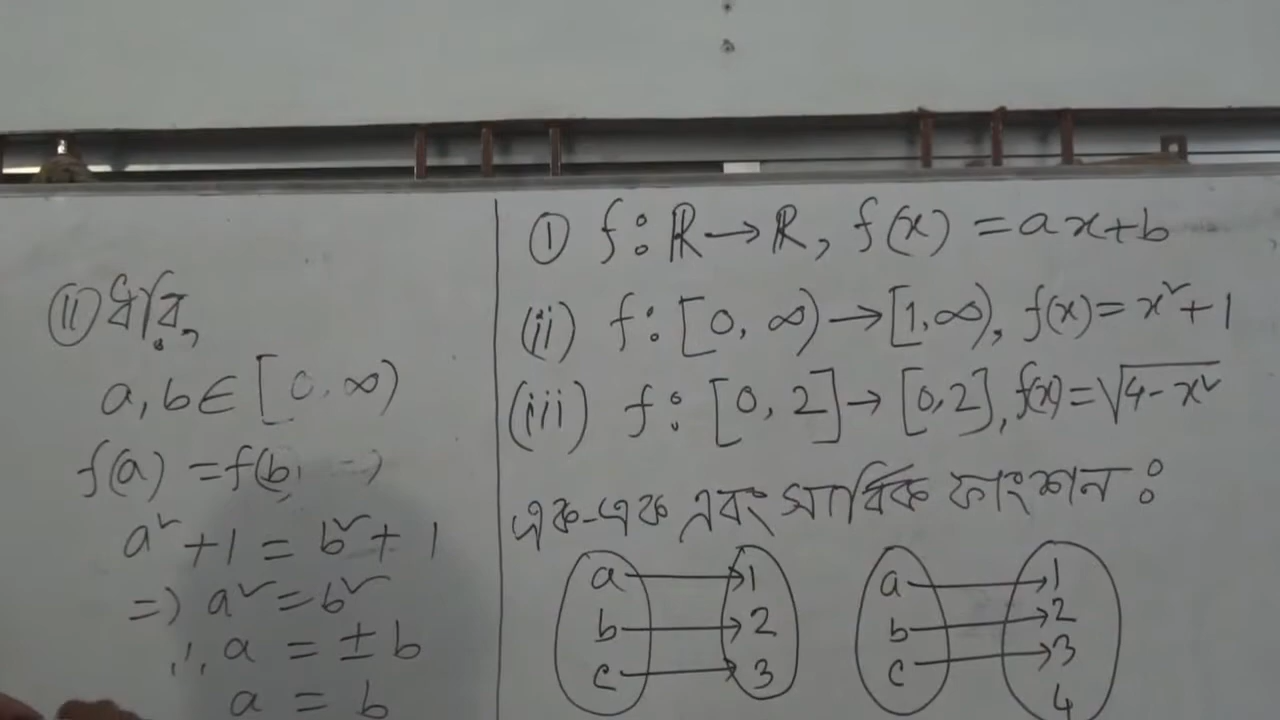 (ii) ধরি,
a, b ∈ [0, ∞)
f(a) = f(b) ⇒
a² + 1 = b² + 1
⇒ a² = b²
∴ a = ± b
a = b
① f : ℝ → ℝ, f(x) = ax + b
(ii) f : [0, ∞) → [1, ∞), f(x) = x² + 1
(iii) f : [0, 2] → [0, 2], f(x) = √4 - x²
এক-এক এবং সার্বিক ফাংশন :
a → 1 a → 1
b → 2 b → 2
c → 3 c → 3
4